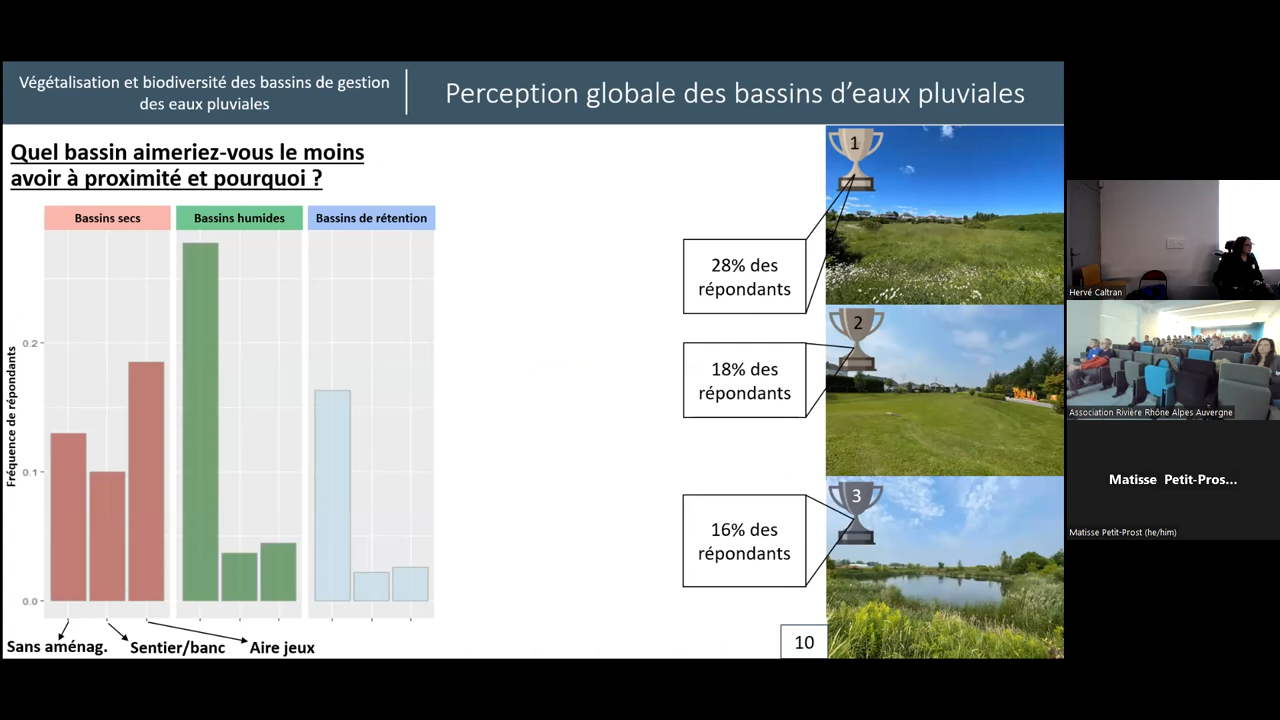 Végétalisation et biodiversité des bassins de gestion
des eaux pluviales
Perception globale des bassins d'eaux pluviales
Quel bassin aimeriez-vous le moins
avoir à proximité et pourquoi ?
Bassins secs
Bassins humides
Bassins de rétention
Fréquence de répondants
0.2
0.1
0.0
Sans aménag.
Sentier/banc
Aire jeux
1
28% des
répondants
2
18% des
répondants
3
16% des
répondants
10
Hervé Caltran
Association Rivière Rhône Alpes Auvergne
Matisse Petit-Pros...
Matisse Petit-Prost (he/him)